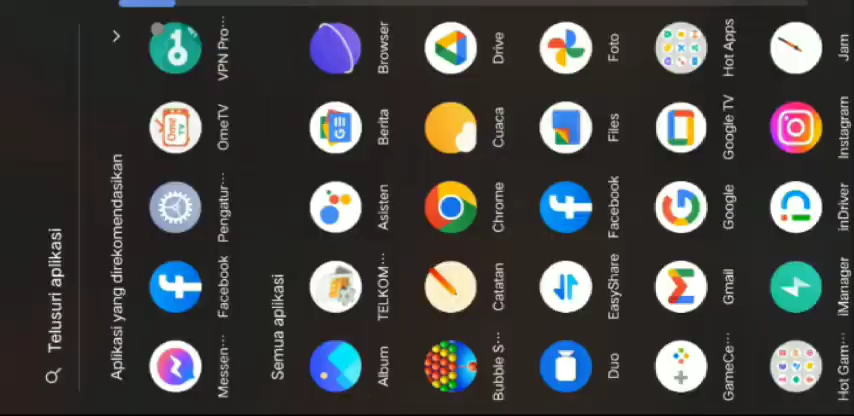 Telusuri aplikasi
Aplikasi yang direkomendasikan
Messen··· Facebook Pengatur··· OmeTV VPN Pro···
Semua aplikasi
Album TELKOM··· Asisten Berita Browser
Bubble S··· Catatan Chrome Cuaca Drive
Duo EasyShare Facebook Files Foto
GameCe··· Gmail Google Google TV Hot Apps
Hot Gam··· iManager inDriver Instagram Jam